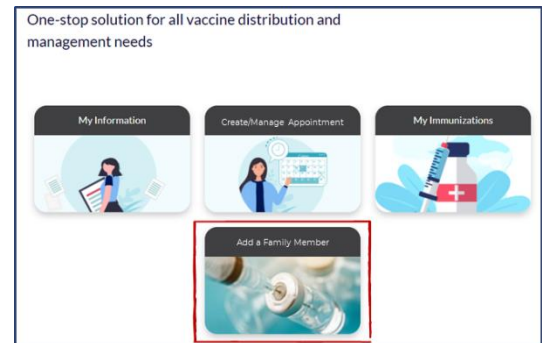 One-stop solution for all vaccine distribution and
management needs
My Information
Create/Manage Appointment
My Immunizations
Add a Family Member